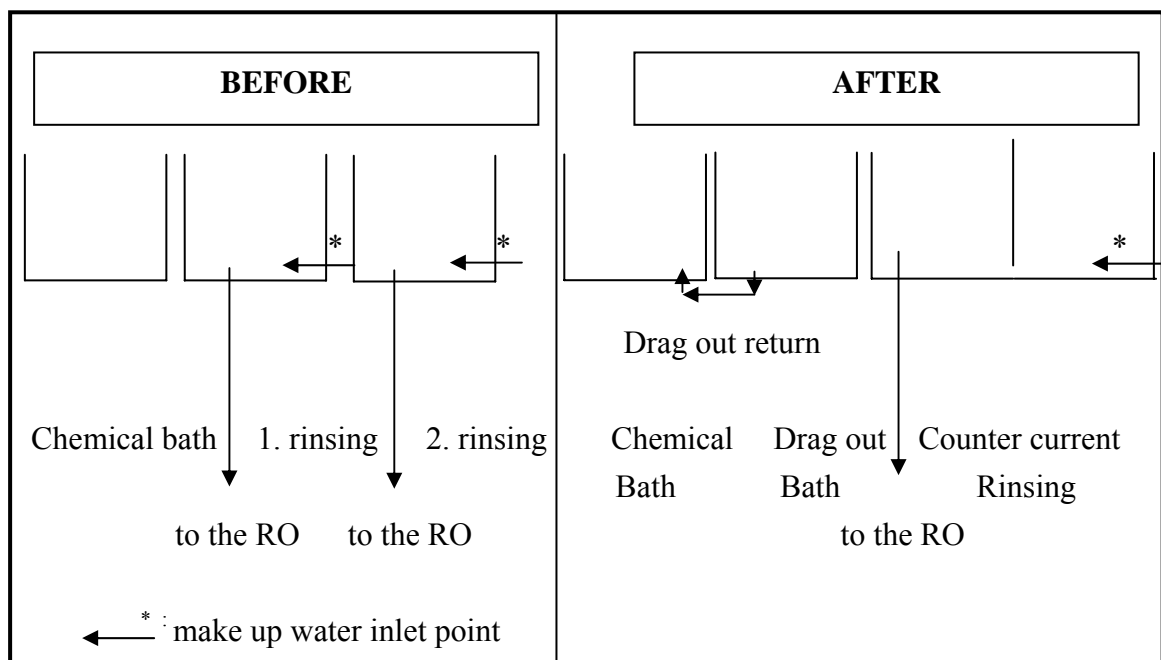 BEFORE
*
*
Chemical bath 1. rinsing 2. rinsing
to the RO to the RO
* : make up water inlet point
AFTER
*
Drag out return
Chemical Drag out Counter current
Bath Bath Rinsing
to the RO